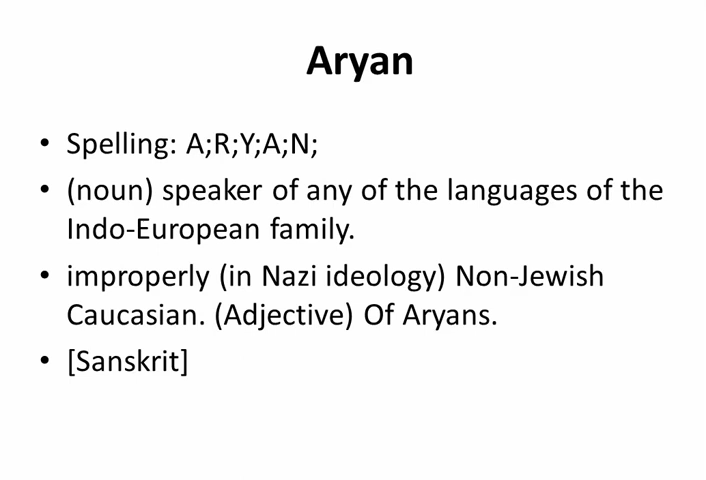 Aryan
• Spelling: A;R;Y;A;N;
• (noun) speaker of any of the languages of the
Indo-European family.
• improperly (in Nazi ideology) Non-Jewish
Caucasian. (Adjective) Of Aryans.
• [Sanskrit]